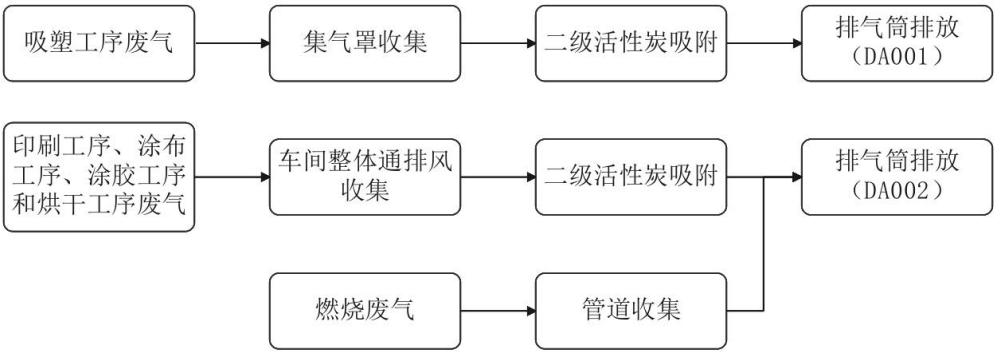 吸塑工序废气
集气罩收集
二级活性炭吸附
排气筒排放
（DA001）
印刷工序、涂布
工序、涂胶工序
和烘干工序废气
车间整体通排风
收集
二级活性炭吸附
排气筒排放
（DA002）
燃烧废气
管道收集